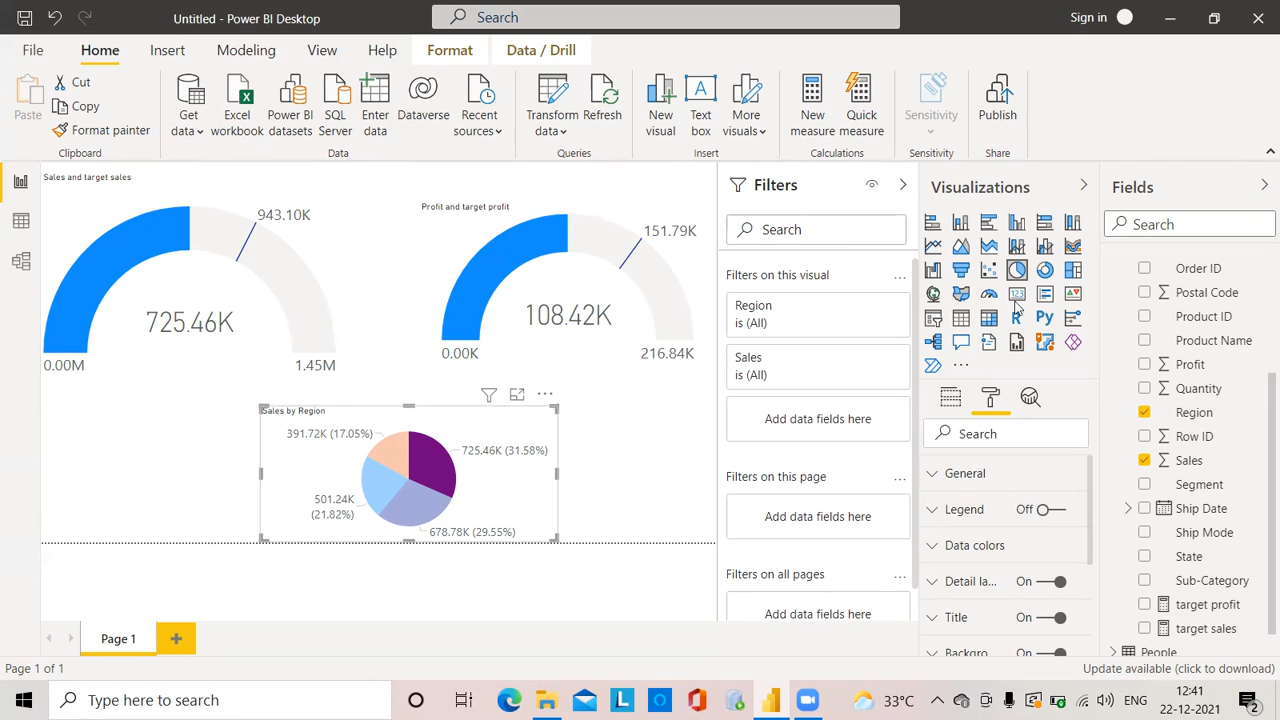 Untitled - Power BI Desktop
Search
Sign in
File
Home
Insert
Modeling
View
Help
Format
Data / Drill
Paste
Cut
Copy
Format painter
Clipboard
Get data
Excel workbook
Power BI datasets
SQL Server
Enter data
Dataverse
Recent sources
Data
Transform data
Refresh
Queries
New visual
Text box
More visuals
Insert
New measure
Quick measure
Calculations
Sensitivity
Sensitivity
Publish
Share
Sales and target sales
943.10K
725.46K
0.00M
1.45M
Profit and target profit
151.79K
108.42K
0.00K
216.84K
Sales by Region
391.72K (17.05%)
725.46K (31.58%)
501.24K
(21.82%)
678.78K (29.55%)
Filters
Search
Filters on this visual
...
Region
is (All)
Sales
is (All)
Add data fields here
Filters on this page
...
Add data fields here
Filters on all pages
...
Add data fields here
Visualizations
123
R
Py
...
Search
General
Legend
Off
Data colors
Detail la...
On
Title
On
Backgro...
On
Fields
Search
Order ID
Postal Code
Product ID
Product Name
Profit
Quantity
Region
Row ID
Sales
Segment
Ship Date
Ship Mode
State
Sub-Category
target profit
target sales
People
Page 1
Page 1 of 1
Update available (click to download)
Type here to search
33°C
ENG
12:41
22-12-2021
2